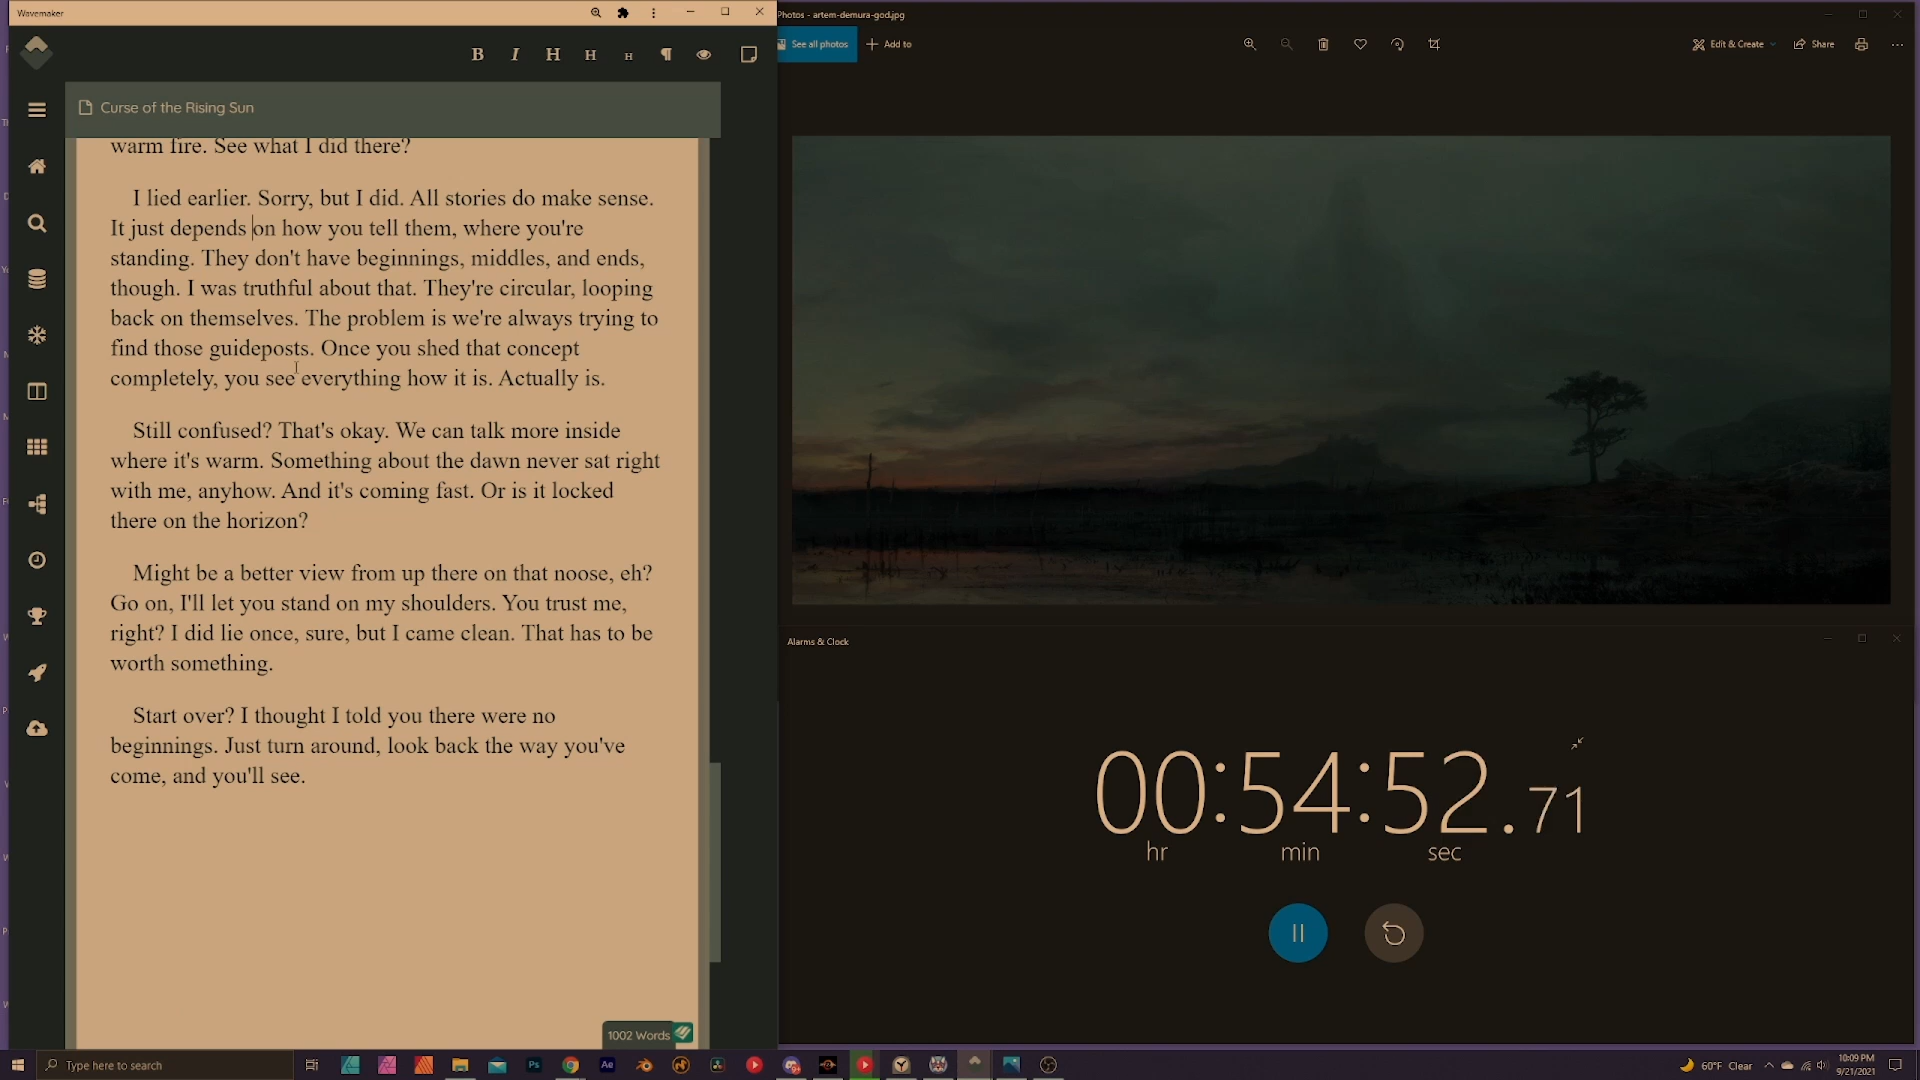 Wavemaker
B I H H H ¶
Curse of the Rising Sun
warm fire. See what I did there?
I lied earlier. Sorry, but I did. All stories do make sense.
It just depends on how you tell them, where you're
standing. They don't have beginnings, middles, and ends,
though. I was truthful about that. They're circular, looping
back on themselves. The problem is we're always trying to
find those guideposts. Once you shed that concept
completely, you see everything how it is. Actually is.
Still confused? That's okay. We can talk more inside
where it's warm. Something about the dawn never sat right
with me, anyhow. And it's coming fast. Or is it locked
there on the horizon?
Might be a better view from up there on that noose, eh?
Go on, I'll let you stand on my shoulders. You trust me,
right? I did lie once, sure, but I came clean. That has to be
worth something.
Start over? I thought I told you there were no
beginnings. Just turn around, look back the way you've
come, and you'll see.
1002 Words
Photos - artem-demura-god.jpg
See all photos
Add to
Edit & Create
Share
Alarms & Clock
00:54:52.71
hr min sec
Type here to search
Ps
Ae
60°F Clear
10:09 PM
9/21/2021